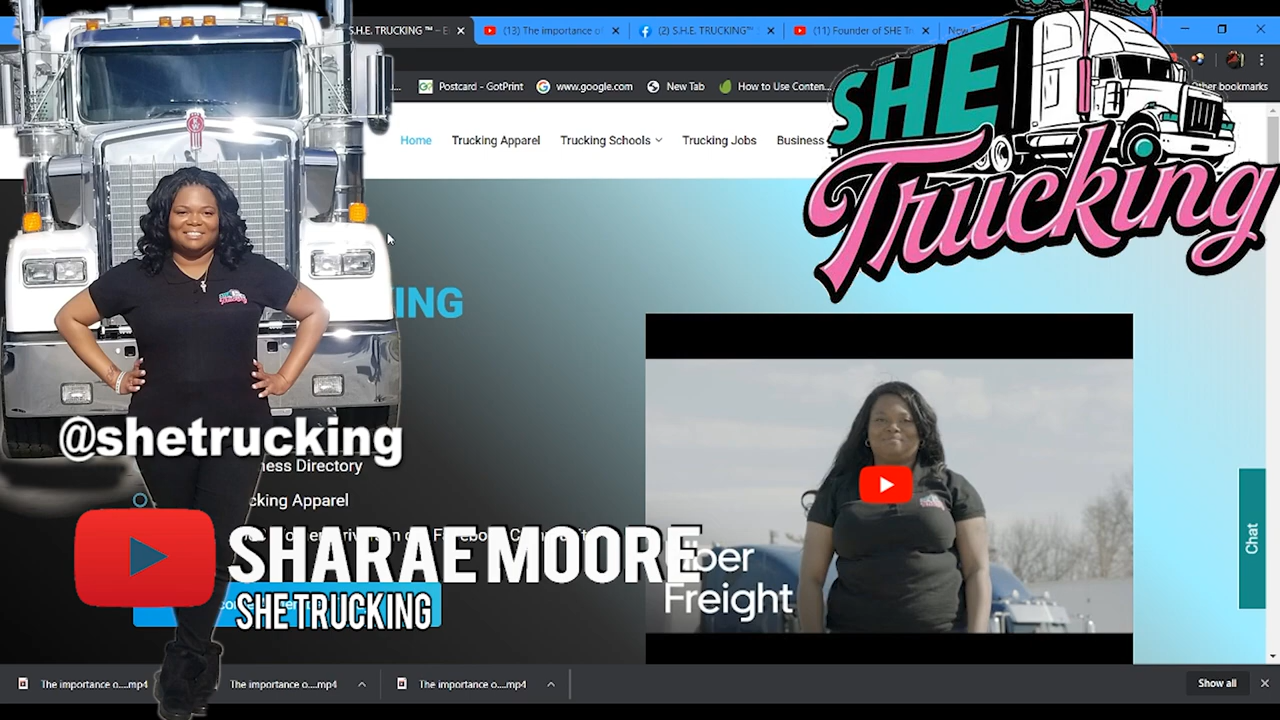 S.H.E. TRUCKING ™ – E
(13) The importance of
(2) S.H.E. TRUCKING™
(11) Founder of SHE Tr
New
Postcard - GotPrint
www.google.com
New Tab
How to Use Conten...
other bookmarks
SHE
Trucking
Home
Trucking Apparel
Trucking Schools
Trucking Jobs
Business
ING
@shetrucking
ness Directory
cking Apparel
SHARAE MOORE
SHE TRUCKING
Uber
Freight
Chat
The importance o....mp4
The importance o....mp4
The importance o....mp4
Show all